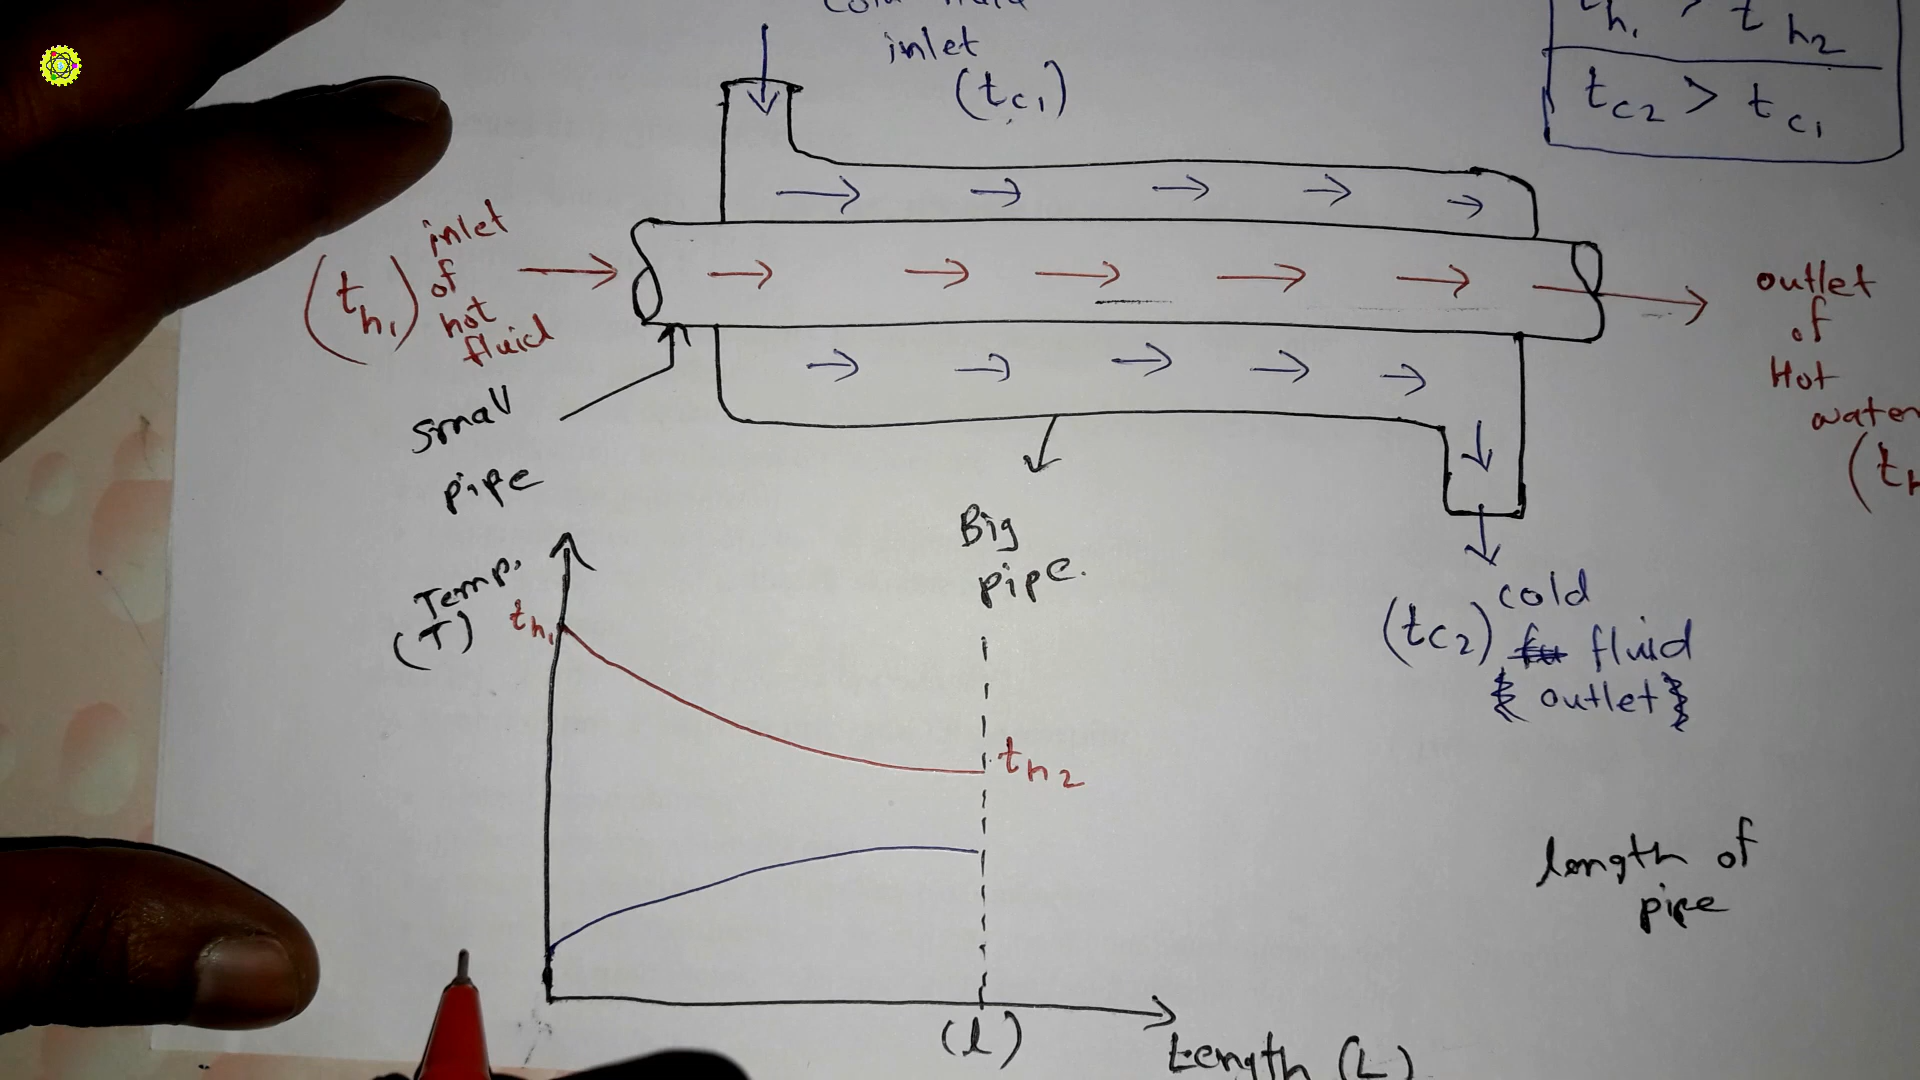 inlet
(tc1)
th1 > th2
tc2 > tc1
(th1)
inlet
of
hot
fluid
outlet
of
Hot
water
small
pipe
Big
pipe.
Temp.
(T)
th1
th2
(tc2)
cold
fluid
outlet
length of
pipe
(l)
Length (L)